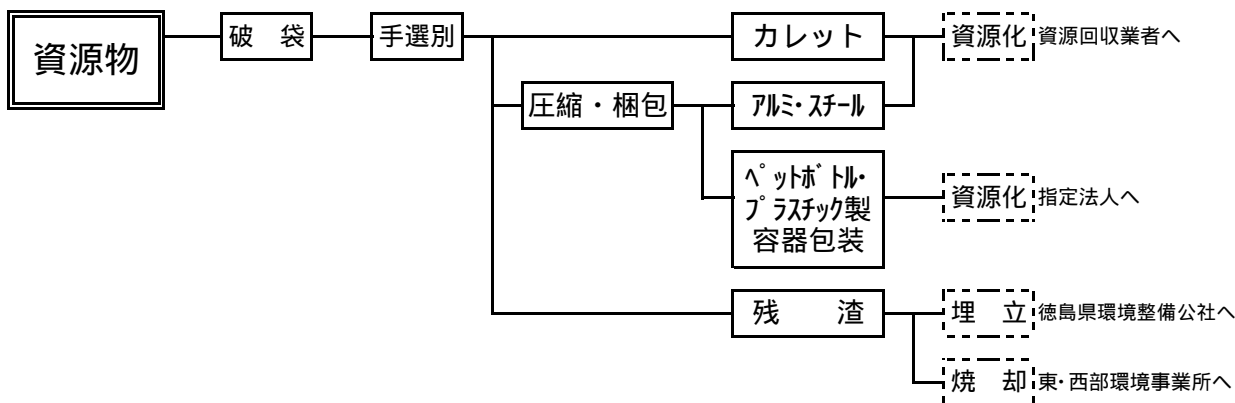 資源物
破　袋
手選別
カレット
資源化
資源回収業者へ
圧縮・梱包
ｱﾙﾐ・ｽﾁｰﾙ
ﾍﾟｯﾄﾎﾞﾄﾙ・
ﾌﾟﾗｽﾁｯｸ製
容器包装
資源化
指定法人へ
残　　渣
埋　立
徳島県環境整備公社へ
焼　却
東・西部環境事業所へ